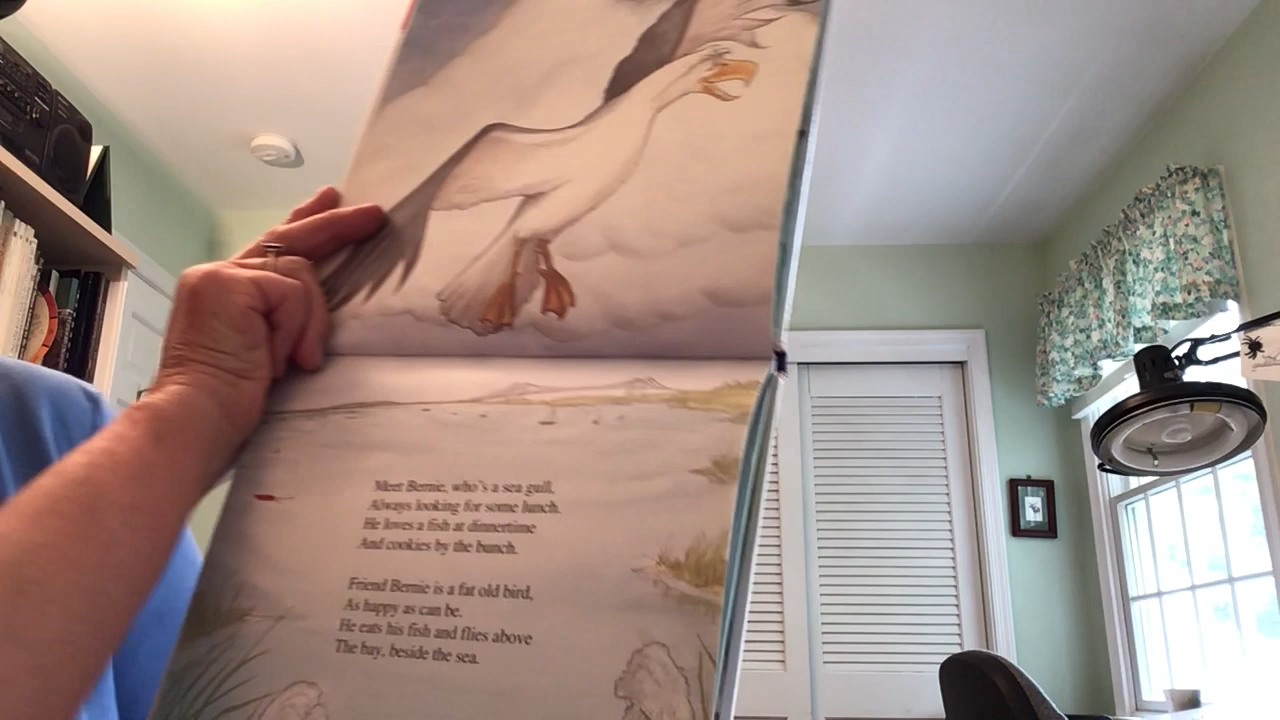 Meet Bernie, who's a sea gull,
Always looking for some lunch.
He loves a fish at dinnertime
And cookies by the bunch.
Friend Bernie is a fat old bird,
As happy as can be.
He eats his fish and flies above
The bay, beside the sea.